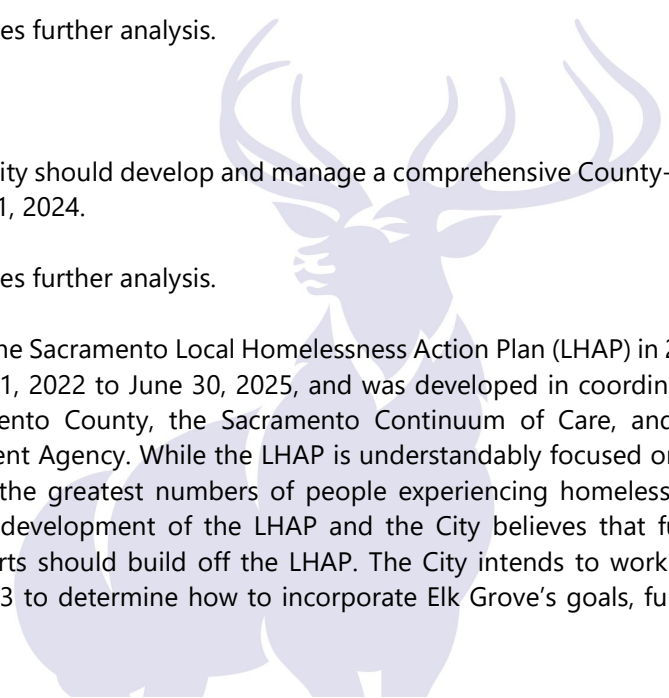 es further analysis.
ity should develop and manage a comprehensive County-
1, 2024.
es further analysis.
he Sacramento Local Homelessness Action Plan (LHAP) in 2
1, 2022 to June 30, 2025, and was developed in coordin
ento County, the Sacramento Continuum of Care, and
ent Agency. While the LHAP is understandably focused or
the greatest numbers of people experiencing homeless
development of the LHAP and the City believes that fu
rts should build off the LHAP. The City intends to work
3 to determine how to incorporate Elk Grove's goals, fu